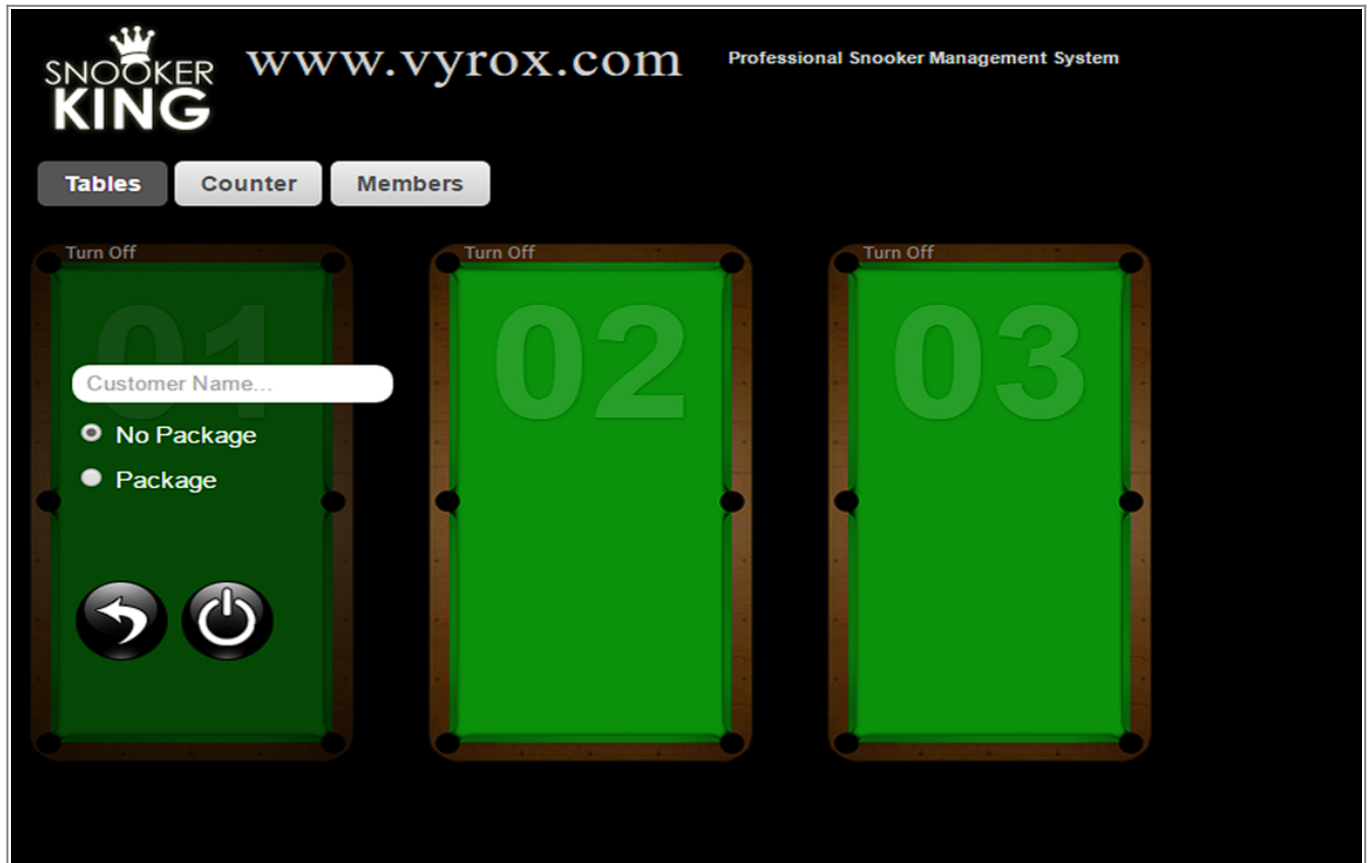 SNOOKER
KING
www.vyrox.com
Professional Snooker Management System
Tables
Counter
Members
Turn Off
01
Customer Name...
No Package
Package
Turn Off
02
Turn Off
03